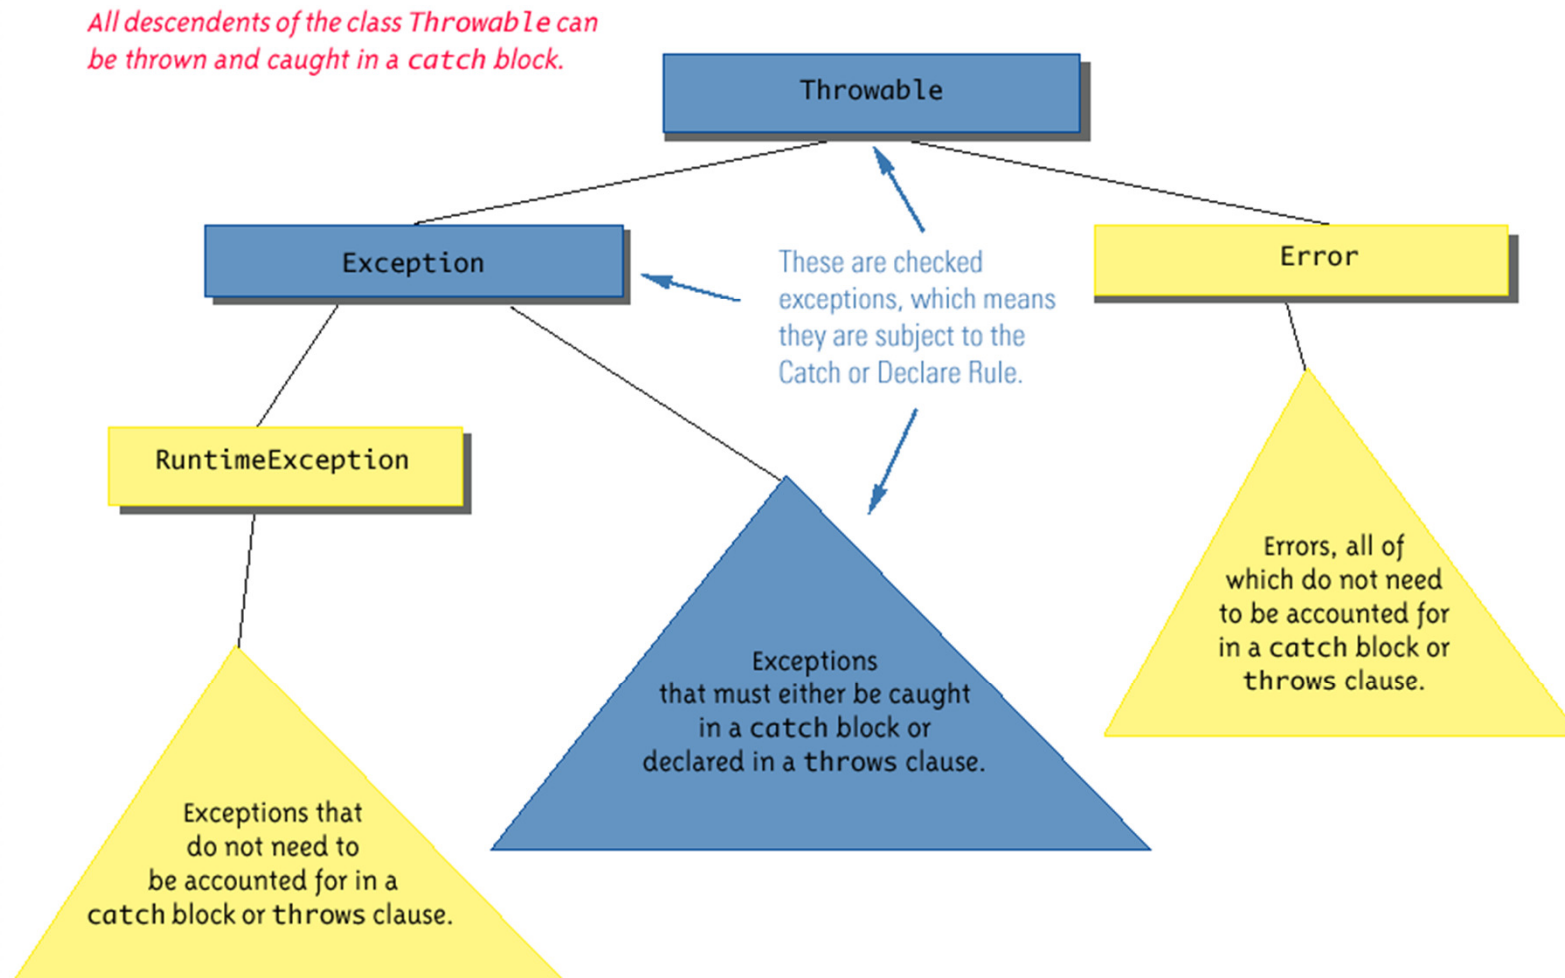 All descendents of the class Throwable can
be thrown and caught in a catch block.
Throwable
Exception
These are checked
exceptions, which means
they are subject to the
Catch or Declare Rule.
Error
RuntimeException
Errors, all of
which do not need
to be accounted for
in a catch block or
throws clause.
Exceptions
that must either be caught
in a catch block or
declared in a throws clause.
Exceptions that
do not need to
be accounted for in a
catch block or throws clause.